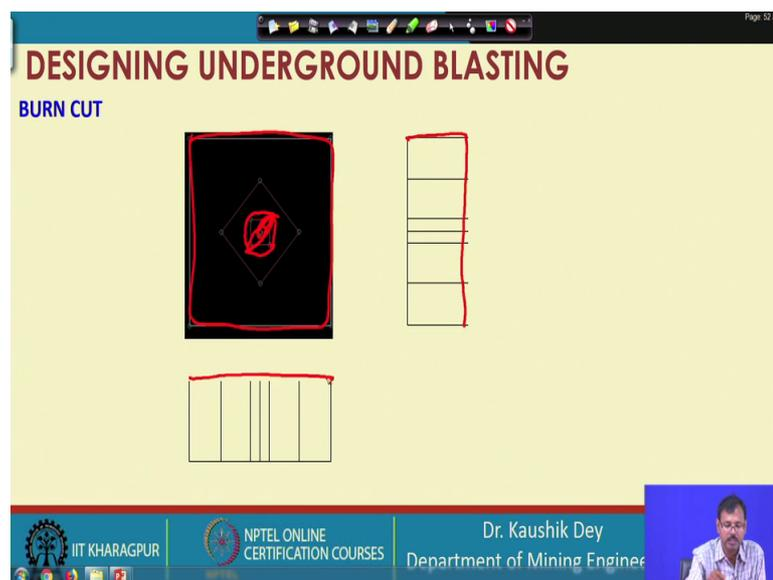 Page: 52
DESIGNING UNDERGROUND BLASTING
BURN CUT
IIT KHARAGPUR
NPTEL ONLINE
CERTIFICATION COURSES
Dr. Kaushik Dey
Department of Mining Enginee